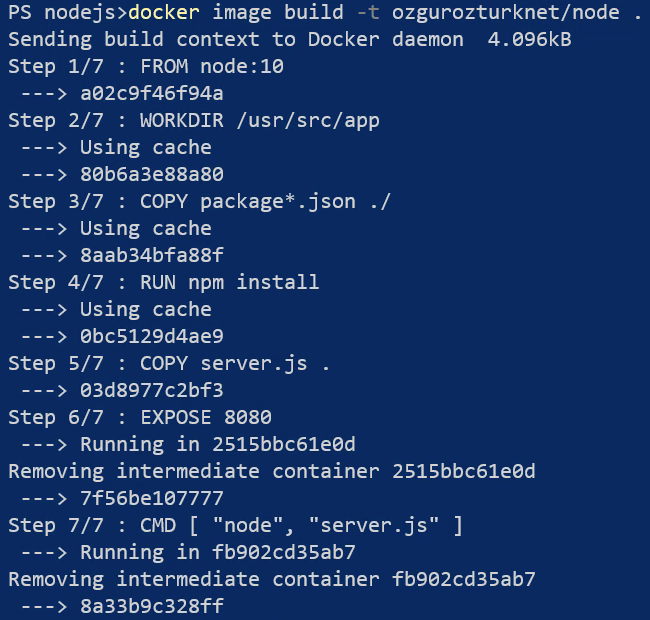 PS nodejs>docker image build -t ozgurozturknet/node .
Sending build context to Docker daemon  4.096kB
Step 1/7 : FROM node:10
 ---> a02c9f46f94a
Step 2/7 : WORKDIR /usr/src/app
 ---> Using cache
 ---> 80b6a3e88a80
Step 3/7 : COPY package*.json ./
 ---> Using cache
 ---> 8aab34bfa88f
Step 4/7 : RUN npm install
 ---> Using cache
 ---> 0bc5129d4ae9
Step 5/7 : COPY server.js .
 ---> 03d8977c2bf3
Step 6/7 : EXPOSE 8080
 ---> Running in 2515bbc61e0d
Removing intermediate container 2515bbc61e0d
 ---> 7f56be107777
Step 7/7 : CMD [ "node", "server.js" ]
 ---> Running in fb902cd35ab7
Removing intermediate container fb902cd35ab7
 ---> 8a33b9c328ff